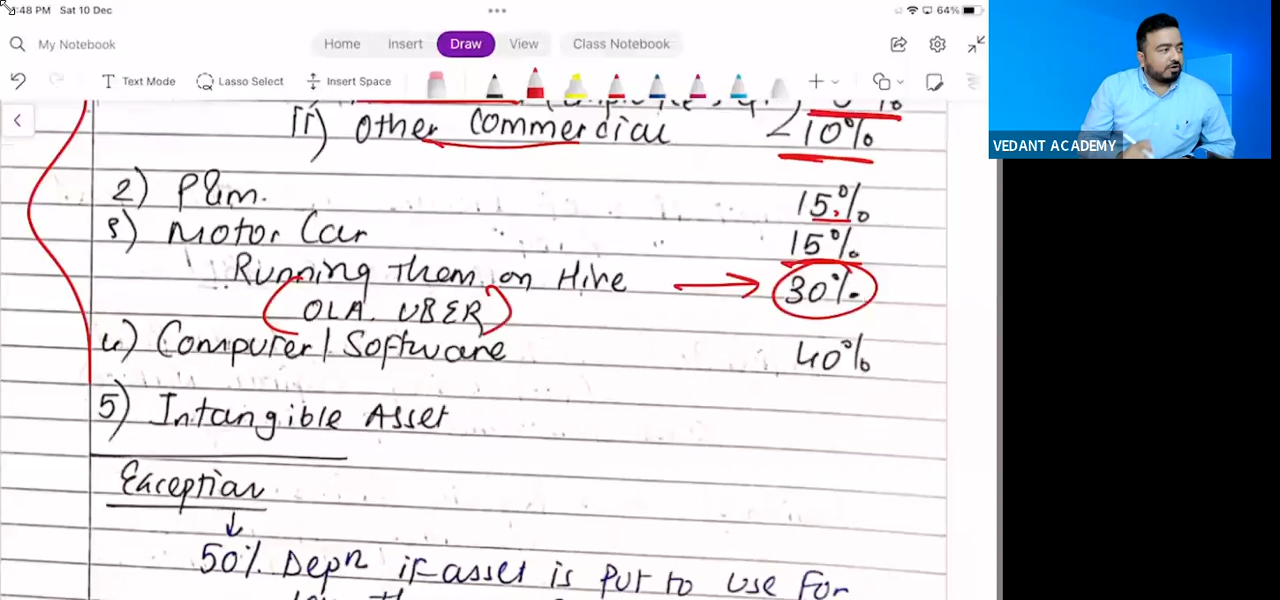 :48 PM Sat 10 Dec
64%
My Notebook
Home Insert Draw View Class Notebook
Text Mode Lasso Select Insert Space
VEDANT ACADEMY
ii) Other Commercial 10%
2) P&m. 15%
3) Motor Car 15%
Running Them on Hire → 30%
(OLA. UBER)
4) Computer/Software 40%
5) Intangible Asset
Exception
↓
50% Depn if asset is put to use For